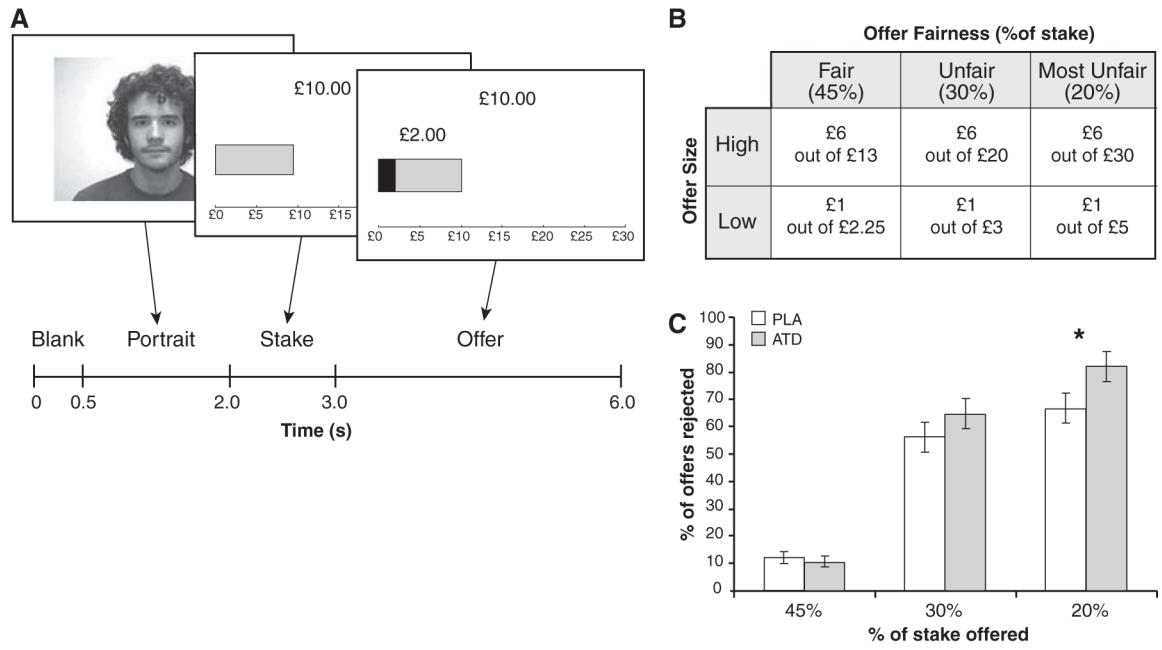 A
£10.00
£0 £5 £10 £15
£10.00
£2.00
£0 £5 £10 £15 £20 £25 £30
Blank Portrait Stake Offer
0 0.5 2.0 3.0 6.0
Time (s)
B
Offer Fairness (%of stake)
Fair
(45%)
Unfair
(30%)
Most Unfair
(20%)
Offer Size
High
£6
out of £13
£6
out of £20
£6
out of £30
Low
£1
out of £2.25
£1
out of £3
£1
out of £5
C
PLA
ATD
*
% of offers rejected
100
90
80
70
60
50
40
30
20
10
0
45% 30% 20%
% of stake offered